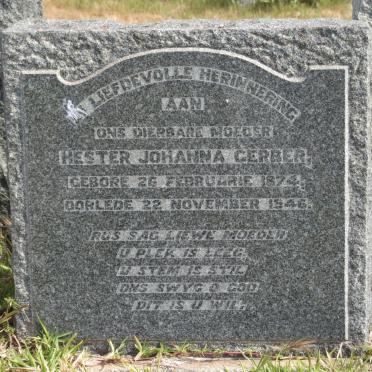 IN LIEFDEVOLLE HERINNERING
AAN
ONS DIERBARE MOEDER
HESTER JOHANNA GERBER,
GEBORE 26 FEBRUARIE 1874,
OORLEDE 22 NOVEMBER 1946.
RUS SAG LIEWE MOEDER
U PLEK IS LEEG,
U STEM IS STIL,
ONS SWYG O GOD
DIT IS U WIL.